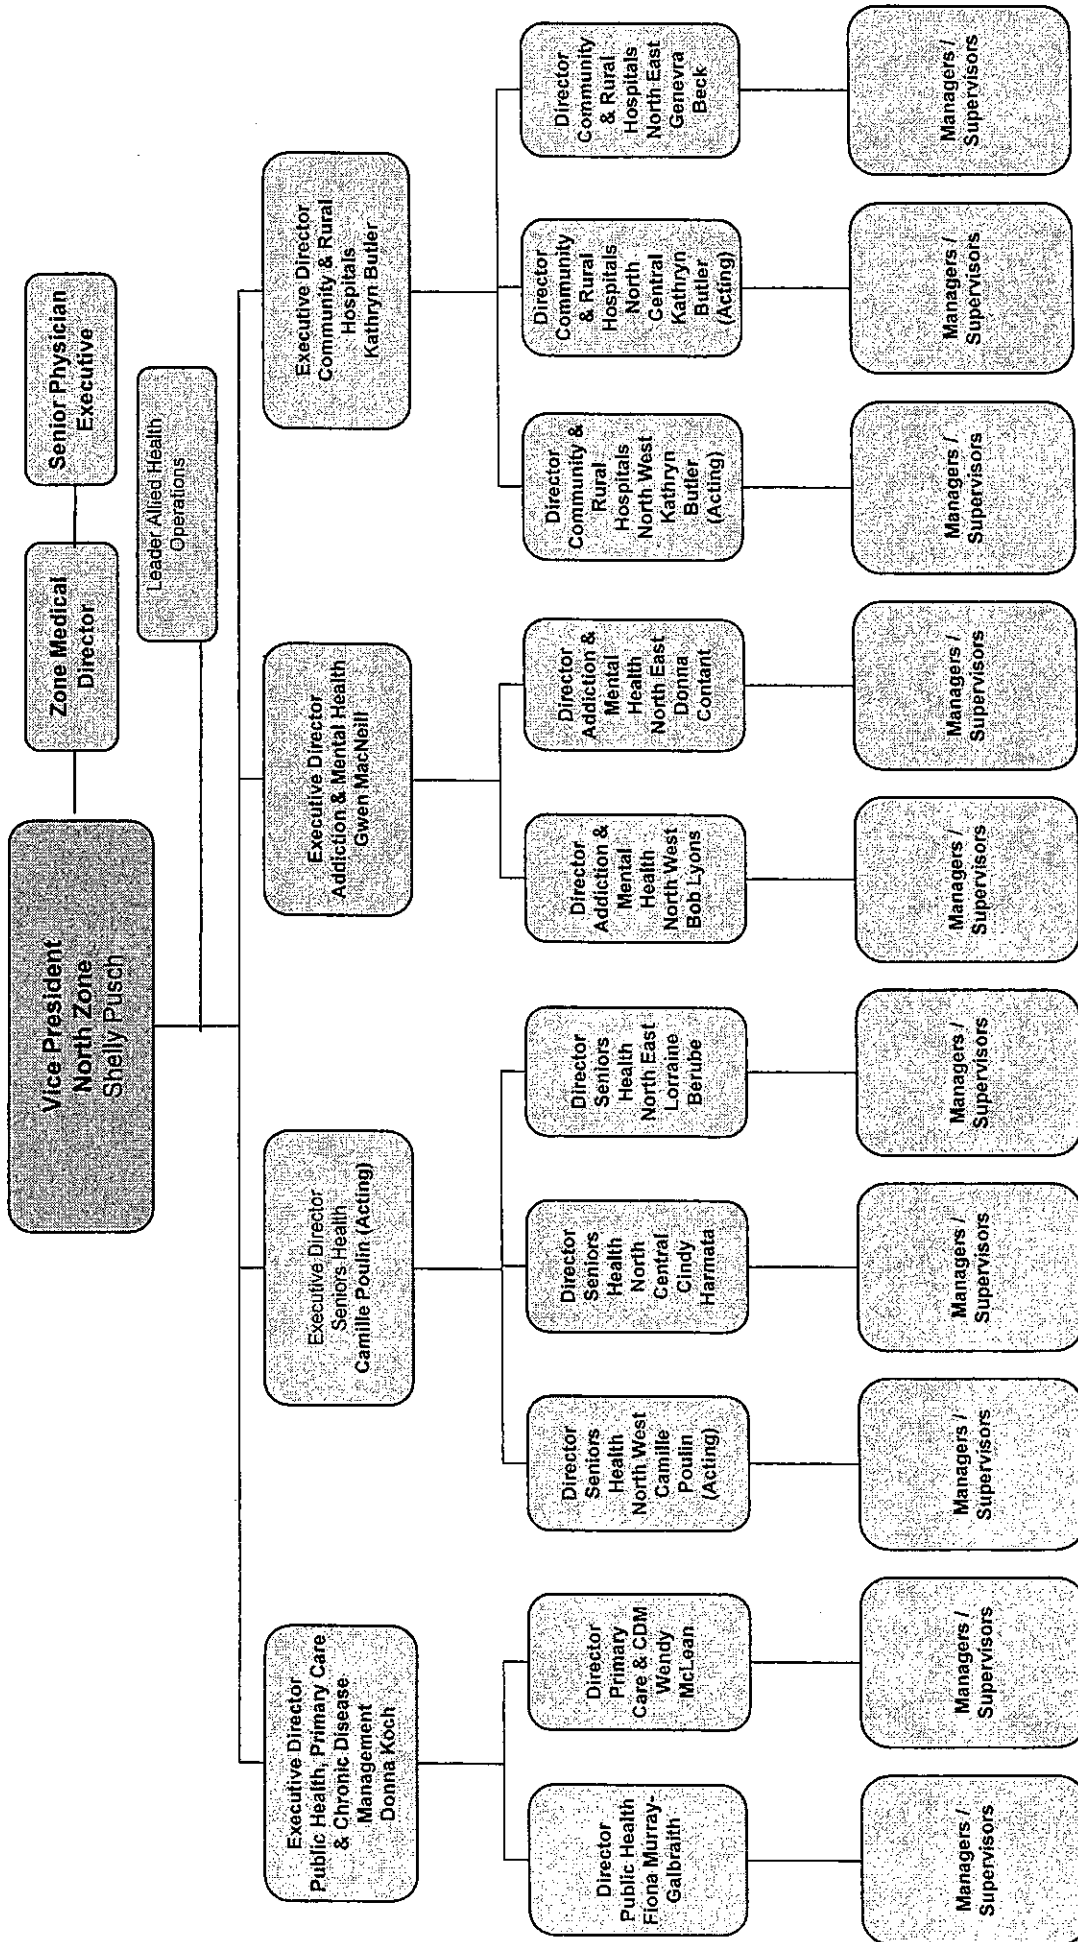 Vice President
North Zone
Shelly Pusch
Zone Medical
Director
Senior Physician
Executive
Leader Allied Health
Operations
Executive Director
Public Health, Primary Care
& Chronic Disease
Management
Donna Koch
Executive Director
Seniors Health
Camille Poulin (Acting)
Executive Director
Addiction & Mental Health
Gwen MacNeill
Executive Director
Community & Rural
Hospitals
Kathryn Butler
Director
Public Health
Fiona Murray-
Galbraith
Director
Primary
Care & CDM
Wendy
McLean
Director
Seniors
Health
North West
Camille
Poulin
(Acting)
Director
Seniors
Health
North
Central
Cindy
Harmata
Director
Seniors
Health
North East
Lorraine
Berube
Director
Addiction &
Mental
Health
North West
Bob Lyons
Director
Addiction &
Mental
Health
North East
Donna
Contant
Director
Community &
Rural
Hospitals
North West
Kathryn
Butler
(Acting)
Director
Community
& Rural
Hospitals
North
Central
Kathryn
Butler
(Acting)
Director
Community
& Rural
Hospitals
North East
Genevra
Beck
Managers /
Supervisors
Managers /
Supervisors
Managers /
Supervisors
Managers /
Supervisors
Managers /
Supervisors
Managers /
Supervisors
Managers /
Supervisors
Managers /
Supervisors
Managers /
Supervisors
Managers /
Supervisors